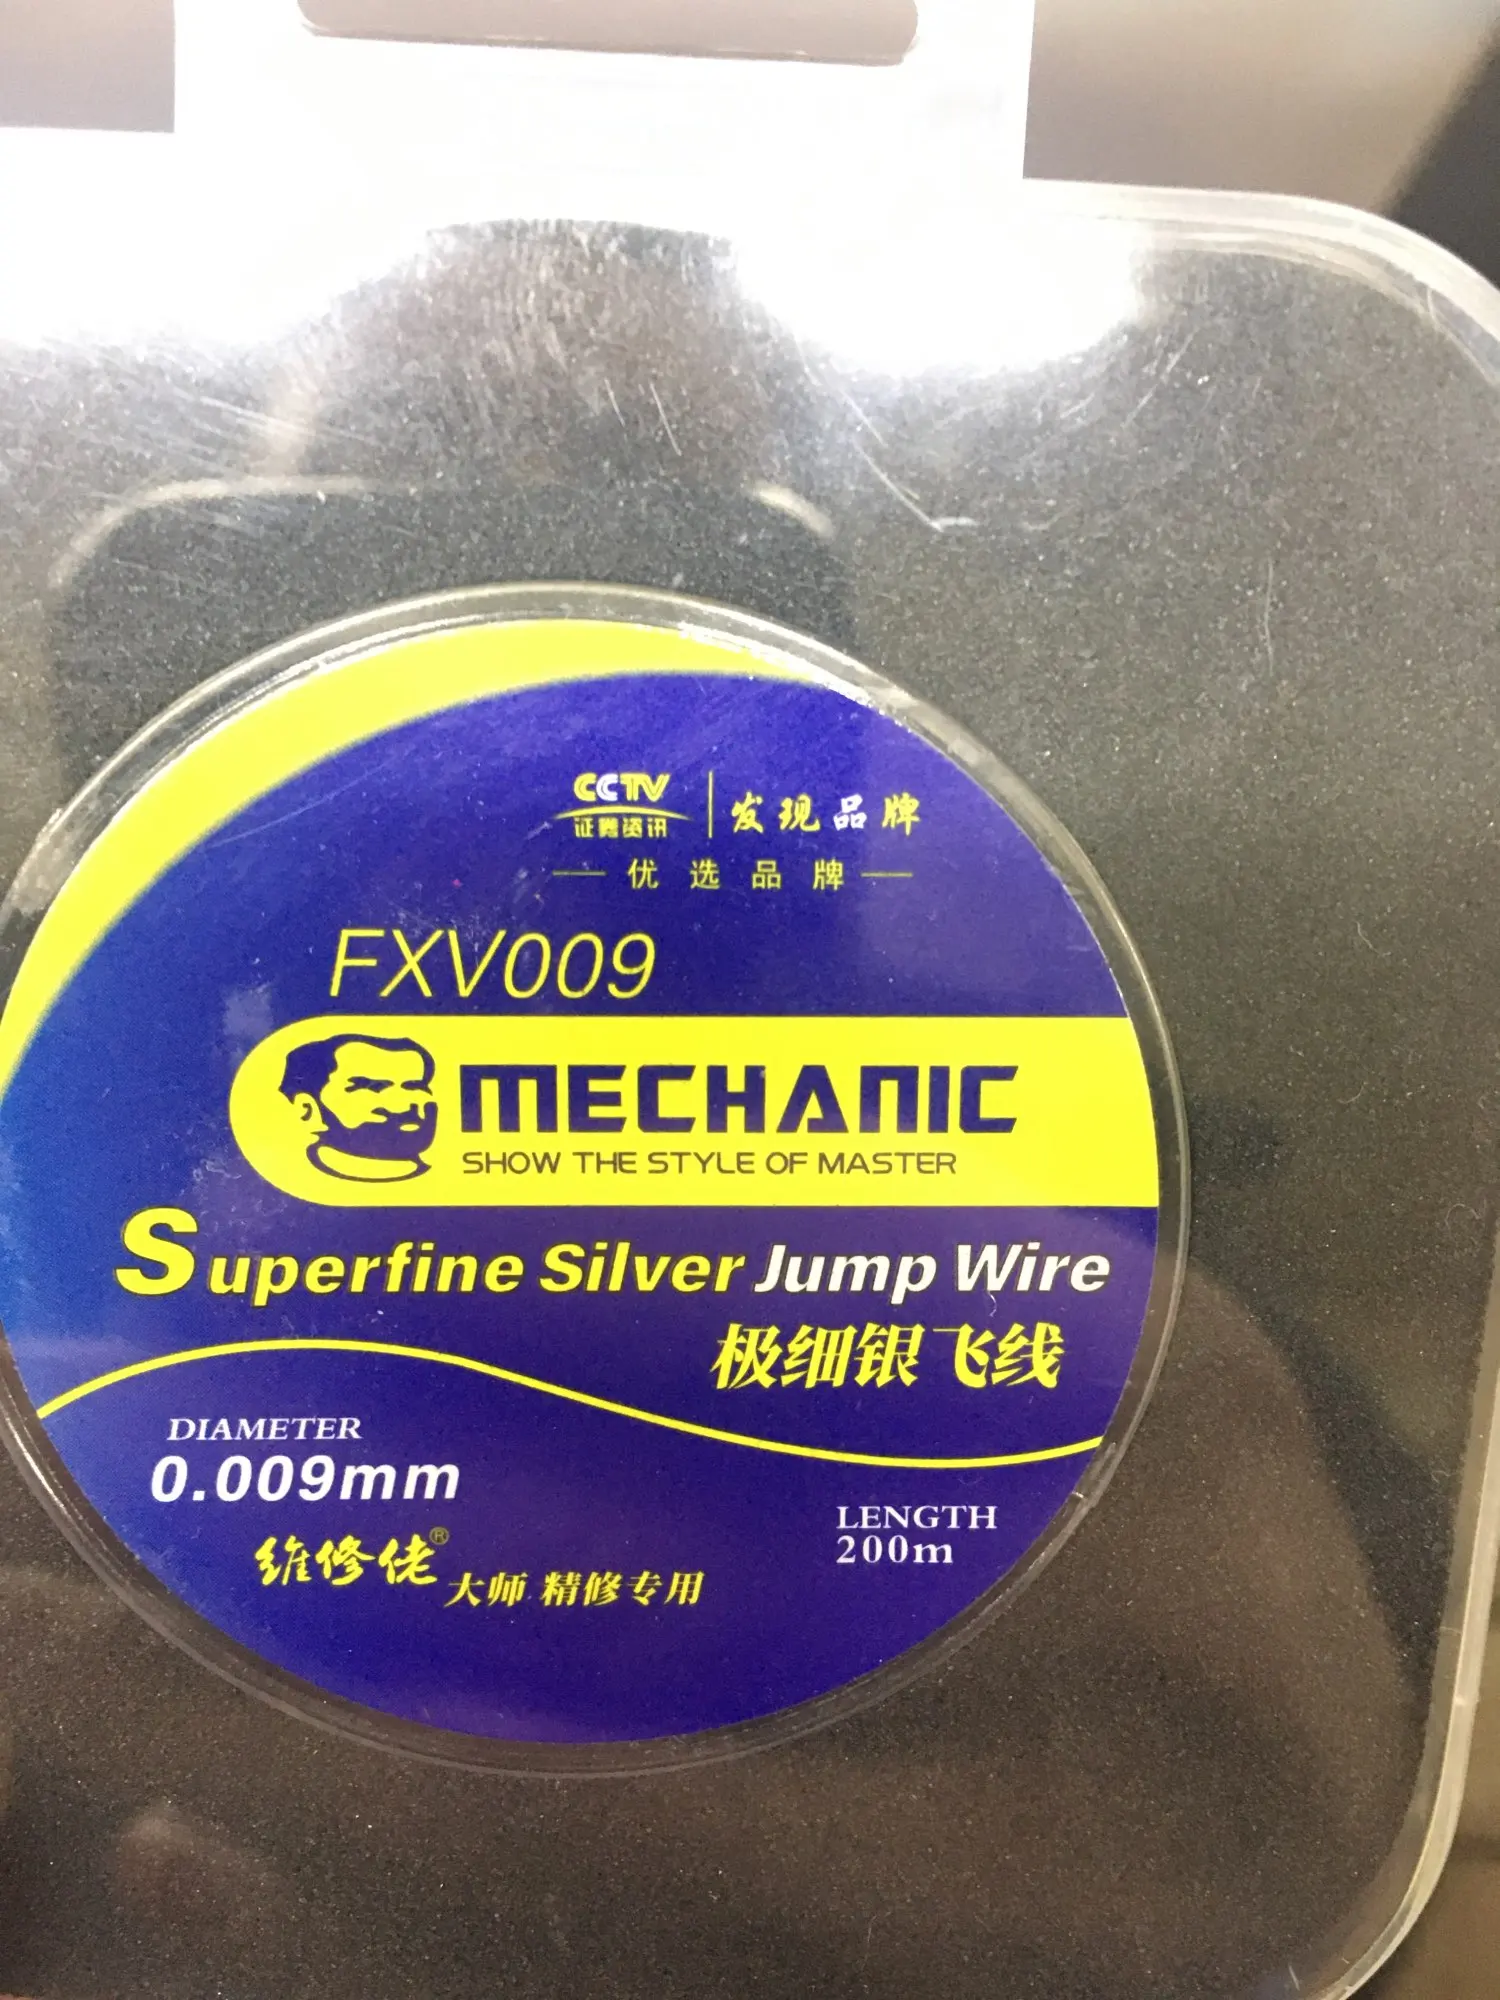 CCTV 发现品牌
证券资讯
优选品牌
FXV009
MECHANIC
SHOW THE STYLE OF MASTER
Superfine Silver Jump Wire
极细银飞线
DIAMETER
0.009mm
LENGTH
200m
维修佬® 大师 精修专用